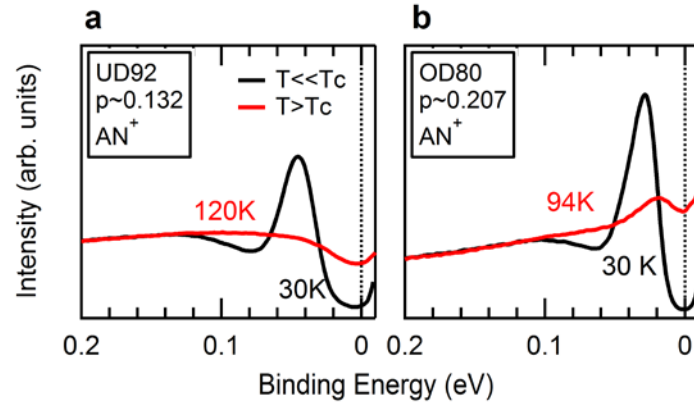 a
b
UD92
p~0.132
AN+
T<<Tc
T>Tc
OD80
p~0.207
AN+
120K
30K
94K
30 K
Intensity (arb. units)
0.2
0.1
0
0.2
0.1
0
Binding Energy (eV)